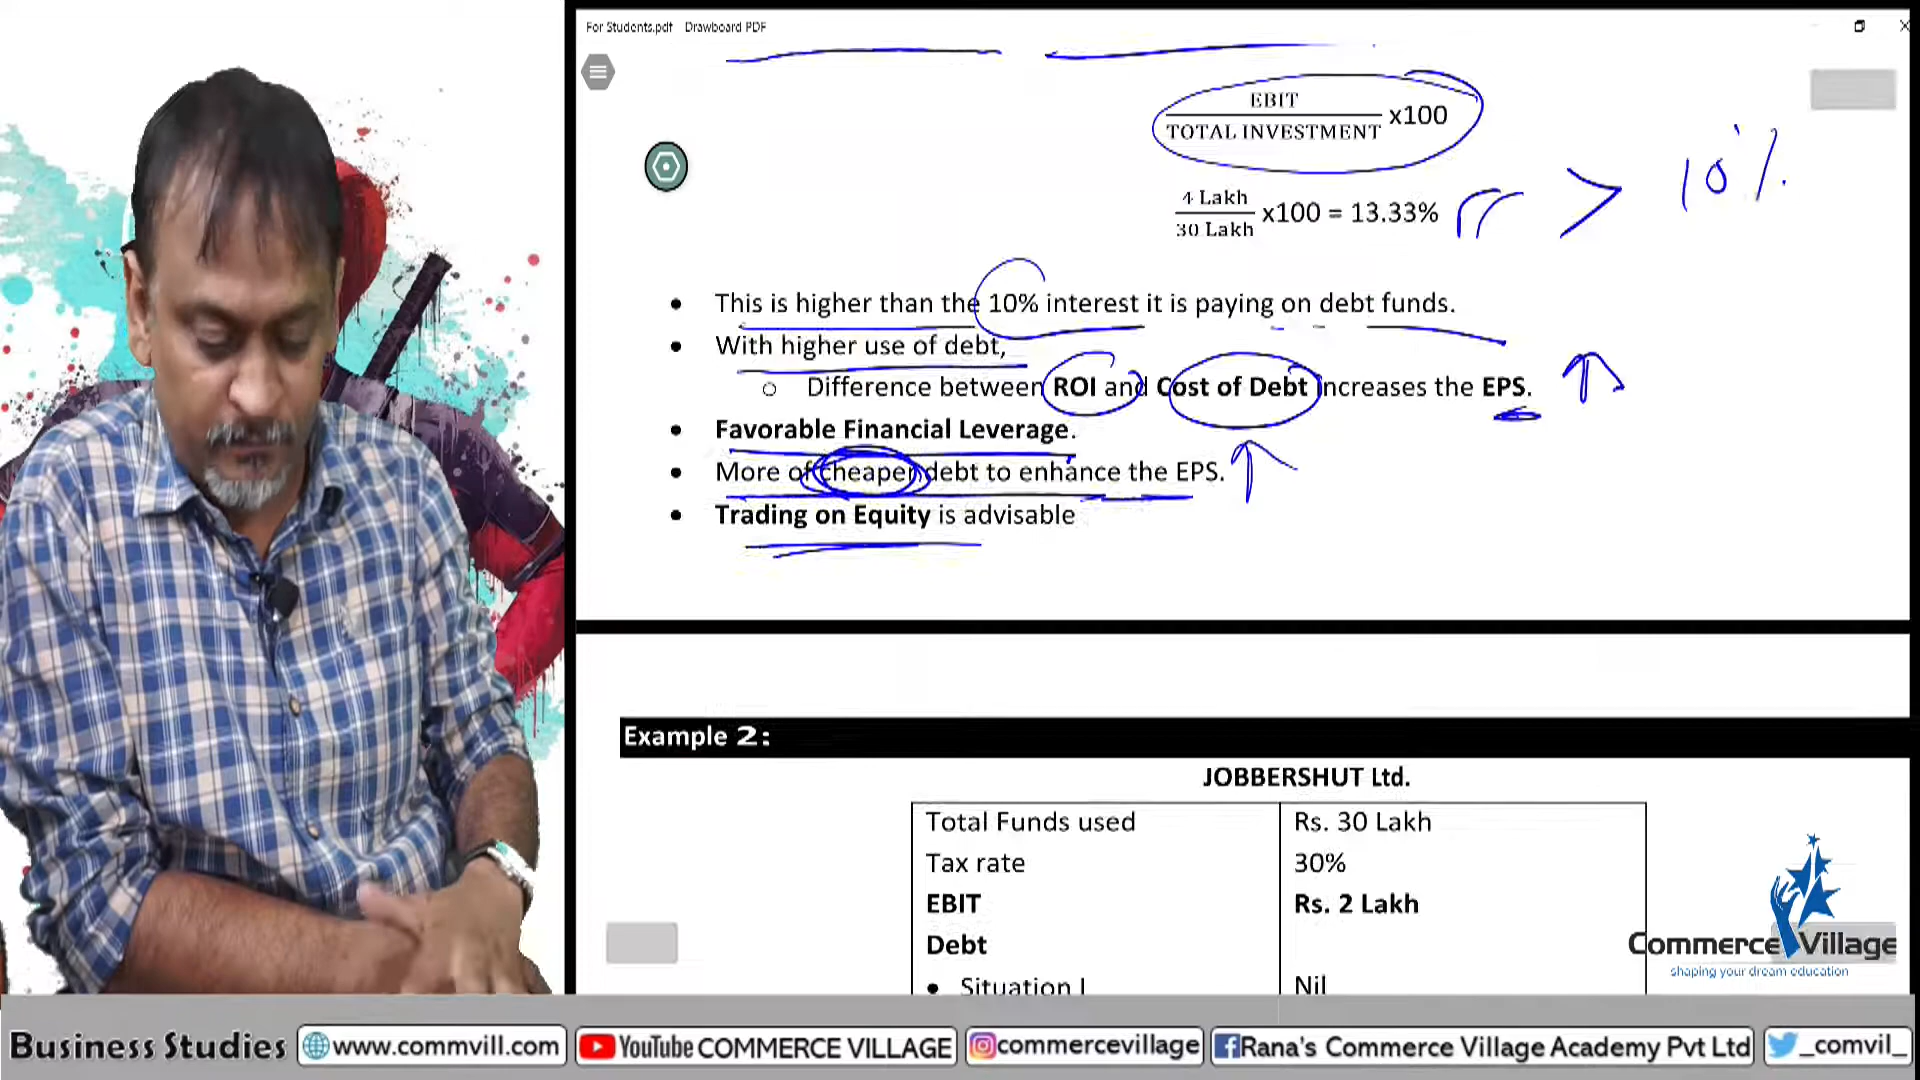 For Students.pdf Drawboard PDF
EBIT
TOTAL INVESTMENT x100
4 Lakh
30 Lakh x100 = 13.33% > 10%
• This is higher than the 10% interest it is paying on debt funds.
• With higher use of debt,
○ Difference between ROI and Cost of Debt increases the EPS.
• Favorable Financial Leverage.
• More of cheaper debt to enhance the EPS.
• Trading on Equity is advisable
Example 2:
JOBBERSHUT Ltd.
Total Funds used Rs. 30 Lakh
Tax rate 30%
EBIT Rs. 2 Lakh
Debt
• Situation I Nil
Commerce Village
shaping your dream education
Business Studies www.commvill.com YouTube COMMERCE VILLAGE commercevillage Rana's Commerce Village Academy Pvt Ltd _comvil_